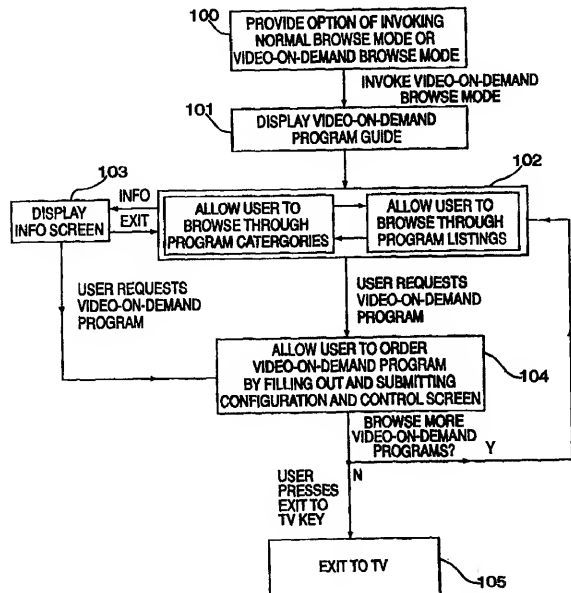 100
PROVIDE OPTION OF INVOKING
NORMAL BROWSE MODE OR
VIDEO-ON-DEMAND BROWSE MODE
INVOKE VIDEO-ON-DEMAND
BROWSE MODE
101
DISPLAY VIDEO-ON-DEMAND
PROGRAM GUIDE
102
103
INFO
EXIT
DISPLAY
INFO SCREEN
ALLOW USER TO
BROWSE THROUGH
PROGRAM CATERGORIES
ALLOW USER TO
BROWSE THROUGH
PROGRAM LISTINGS
USER REQUESTS
VIDEO-ON-DEMAND
PROGRAM
USER REQUESTS
VIDEO-ON-DEMAND
PROGRAM
ALLOW USER TO ORDER
VIDEO-ON-DEMAND PROGRAM
BY FILLING OUT AND SUBMITTING
CONFIGURATION AND CONTROL SCREEN
104
BROWSE MORE
VIDEO-ON-DEMAND
PROGRAMS?
Y
N
USER
PRESSES
EXIT TO
TV KEY
EXIT TO TV
105